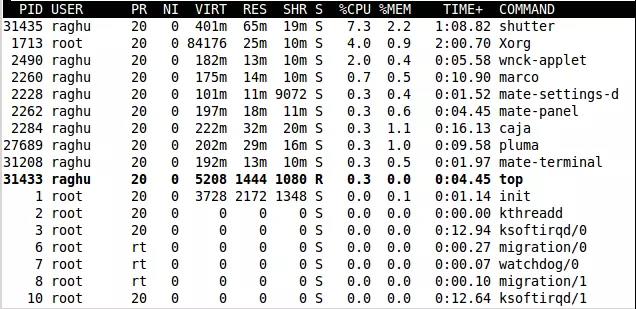 PID USER PR NI VIRT RES SHR S %CPU %MEM TIME+ COMMAND
31435 raghu 20 0 401m 65m 19m S 7.3 2.2 1:08.82 shutter
1713 root 20 0 84176 25m 10m S 4.0 0.9 2:00.70 Xorg
2490 raghu 20 0 182m 13m 10m S 2.0 0.4 0:05.58 wnck-applet
2260 raghu 20 0 175m 14m 10m S 0.7 0.5 0:10.90 marco
2228 raghu 20 0 101m 11m 9072 S 0.3 0.4 0:01.52 mate-settings-d
2262 raghu 20 0 197m 18m 11m S 0.3 0.6 0:04.45 mate-panel
2284 raghu 20 0 222m 32m 20m S 0.3 1.1 0:16.13 caja
27689 raghu 20 0 202m 29m 16m S 0.3 1.0 0:09.58 pluma
31208 raghu 20 0 192m 13m 10m S 0.3 0.5 0:01.97 mate-terminal
31433 raghu 20 0 5208 1444 1080 R 0.3 0.0 0:04.45 top
1 root 20 0 3728 2172 1348 S 0.0 0.1 0:01.14 init
2 root 20 0 0 0 0 S 0.0 0.0 0:00.00 kthreadd
3 root 20 0 0 0 0 S 0.0 0.0 0:12.94 ksoftirqd/0
6 root rt 0 0 0 0 S 0.0 0.0 0:00.27 migration/0
7 root rt 0 0 0 0 S 0.0 0.0 0:00.07 watchdog/0
8 root rt 0 0 0 0 S 0.0 0.0 0:00.10 migration/1
10 root 20 0 0 0 0 S 0.0 0.0 0:12.64 ksoftirqd/1